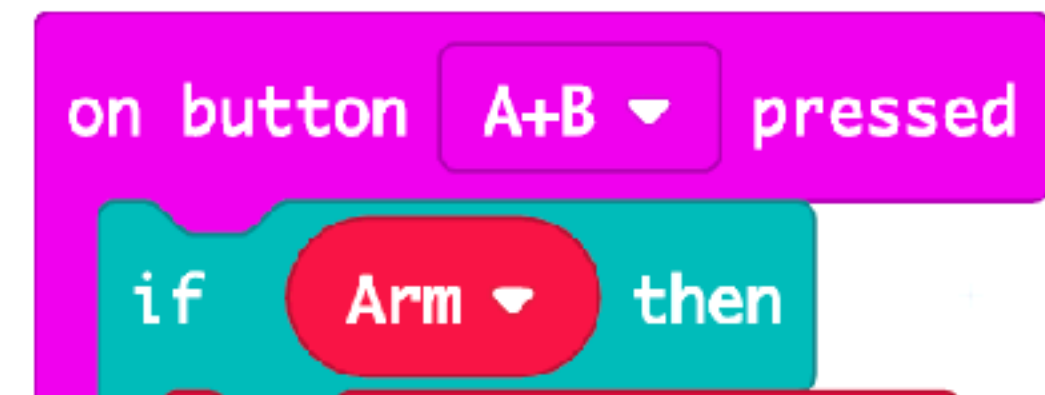 on button A+B pressed
if Arm then